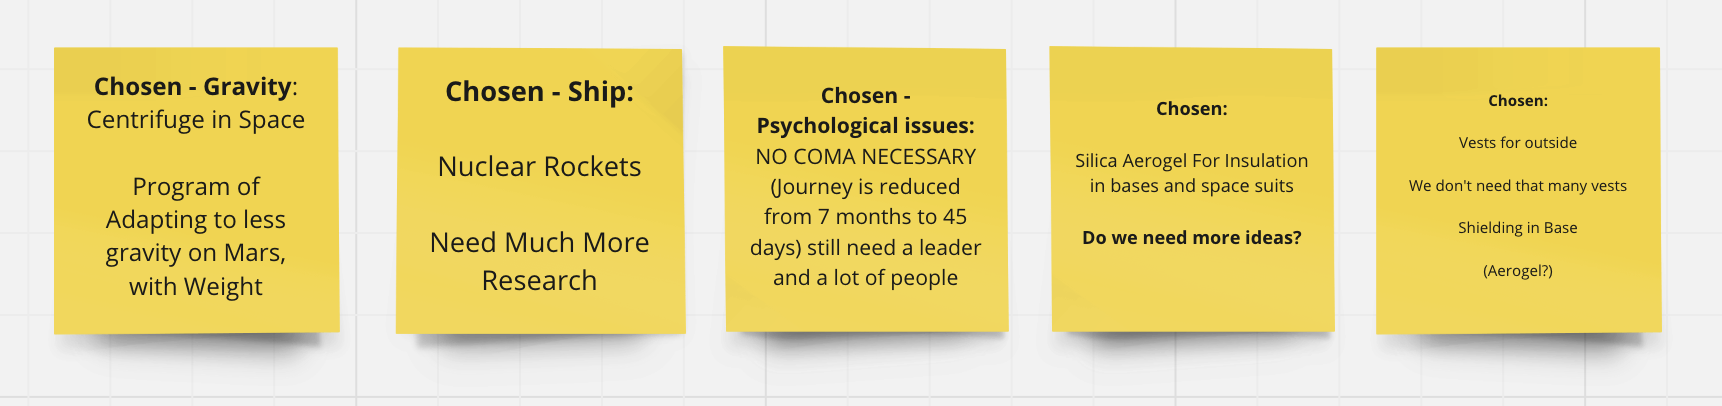 Chosen - Gravity:
Centrifuge in Space
Program of
Adapting to less
gravity on Mars,
with Weight
Chosen - Ship:
Nuclear Rockets
Need Much More
Research
Chosen -
Psychological issues:
NO COMA NECESSARY
(Journey is reduced
from 7 months to 45
days) still need a leader
and a lot of people
Chosen:
Silica Aerogel For Insulation
in bases and space suits
Do we need more ideas?
Chosen:
Vests for outside
We don't need that many vests
Shielding in Base
(Aerogel?)